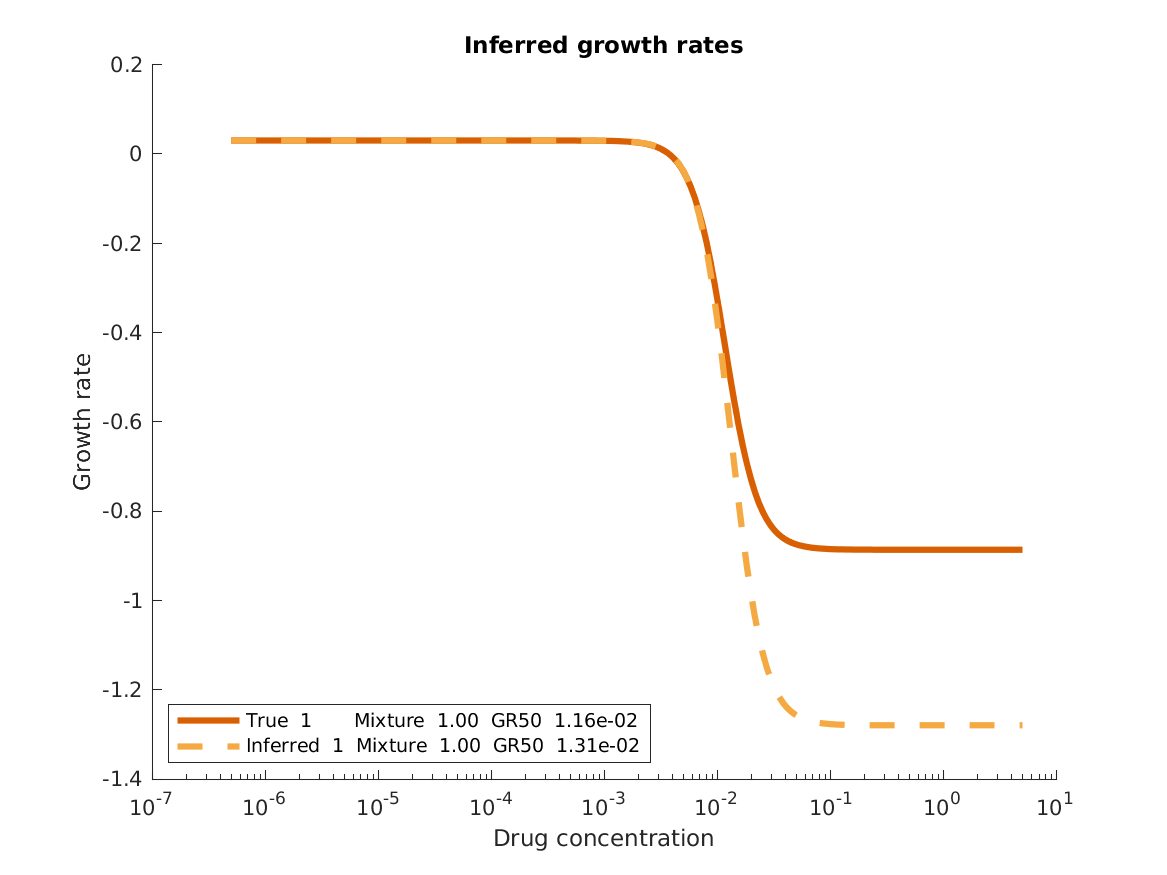 Inferred growth rates
0.2
0
-0.2
-0.4
-0.6
-0.8
-1
-1.2
-1.4
Growth rate
True 1 Mixture 1.00 GR50 1.16e-02
Inferred 1 Mixture 1.00 GR50 1.31e-02
10^-7 10^-6 10^-5 10^-4 10^-3 10^-2 10^-1 10^0 10^1
Drug concentration